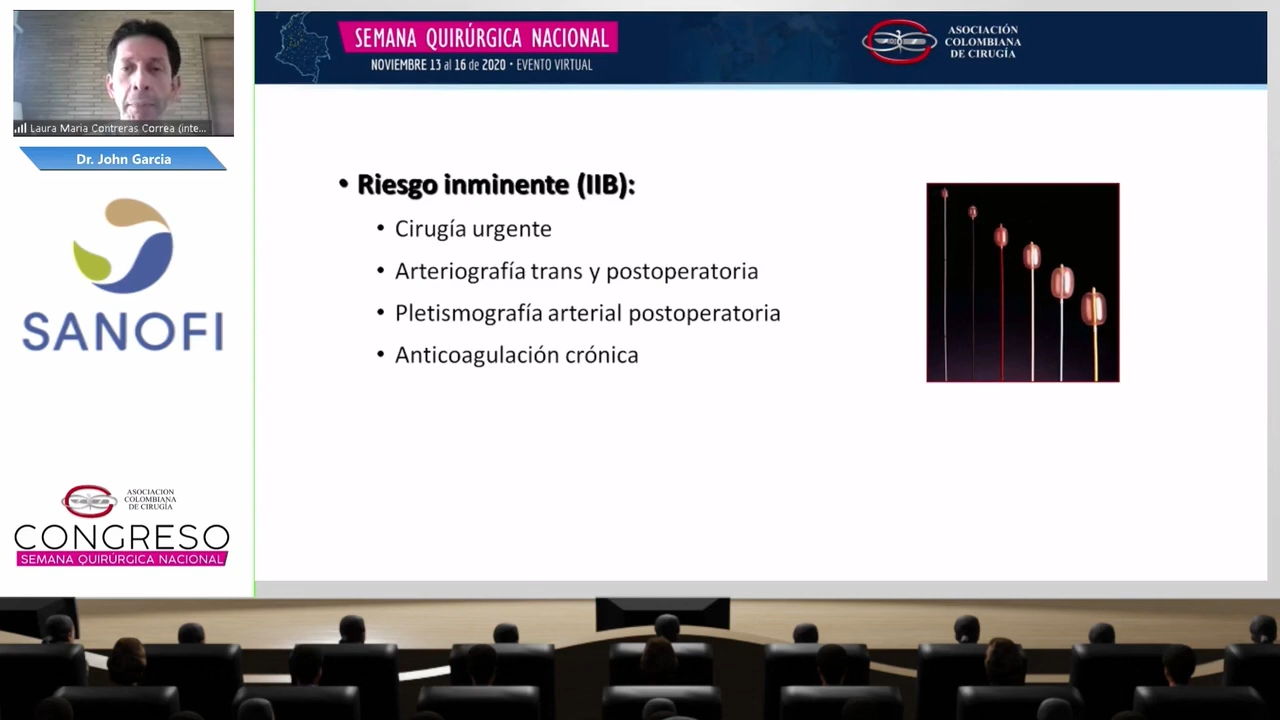 Laura Maria Contreras Correa (inte...
Dr. John Garcia
SANOFI
ASOCIACION
COLOMBIANA
DE CIRUGÍA
CONGRESO
SEMANA QUIRÚRGICA NACIONAL
SEMANA QUIRÚRGICA NACIONAL
NOVIEMBRE 13 al 16 de 2020 • EVENTO VIRTUAL
ASOCIACIÓN
COLOMBIANA
DE CIRUGÍA
• Riesgo inminente (IIB):
• Cirugía urgente
• Arteriografía trans y postoperatoria
• Pletismografía arterial postoperatoria
• Anticoagulación crónica